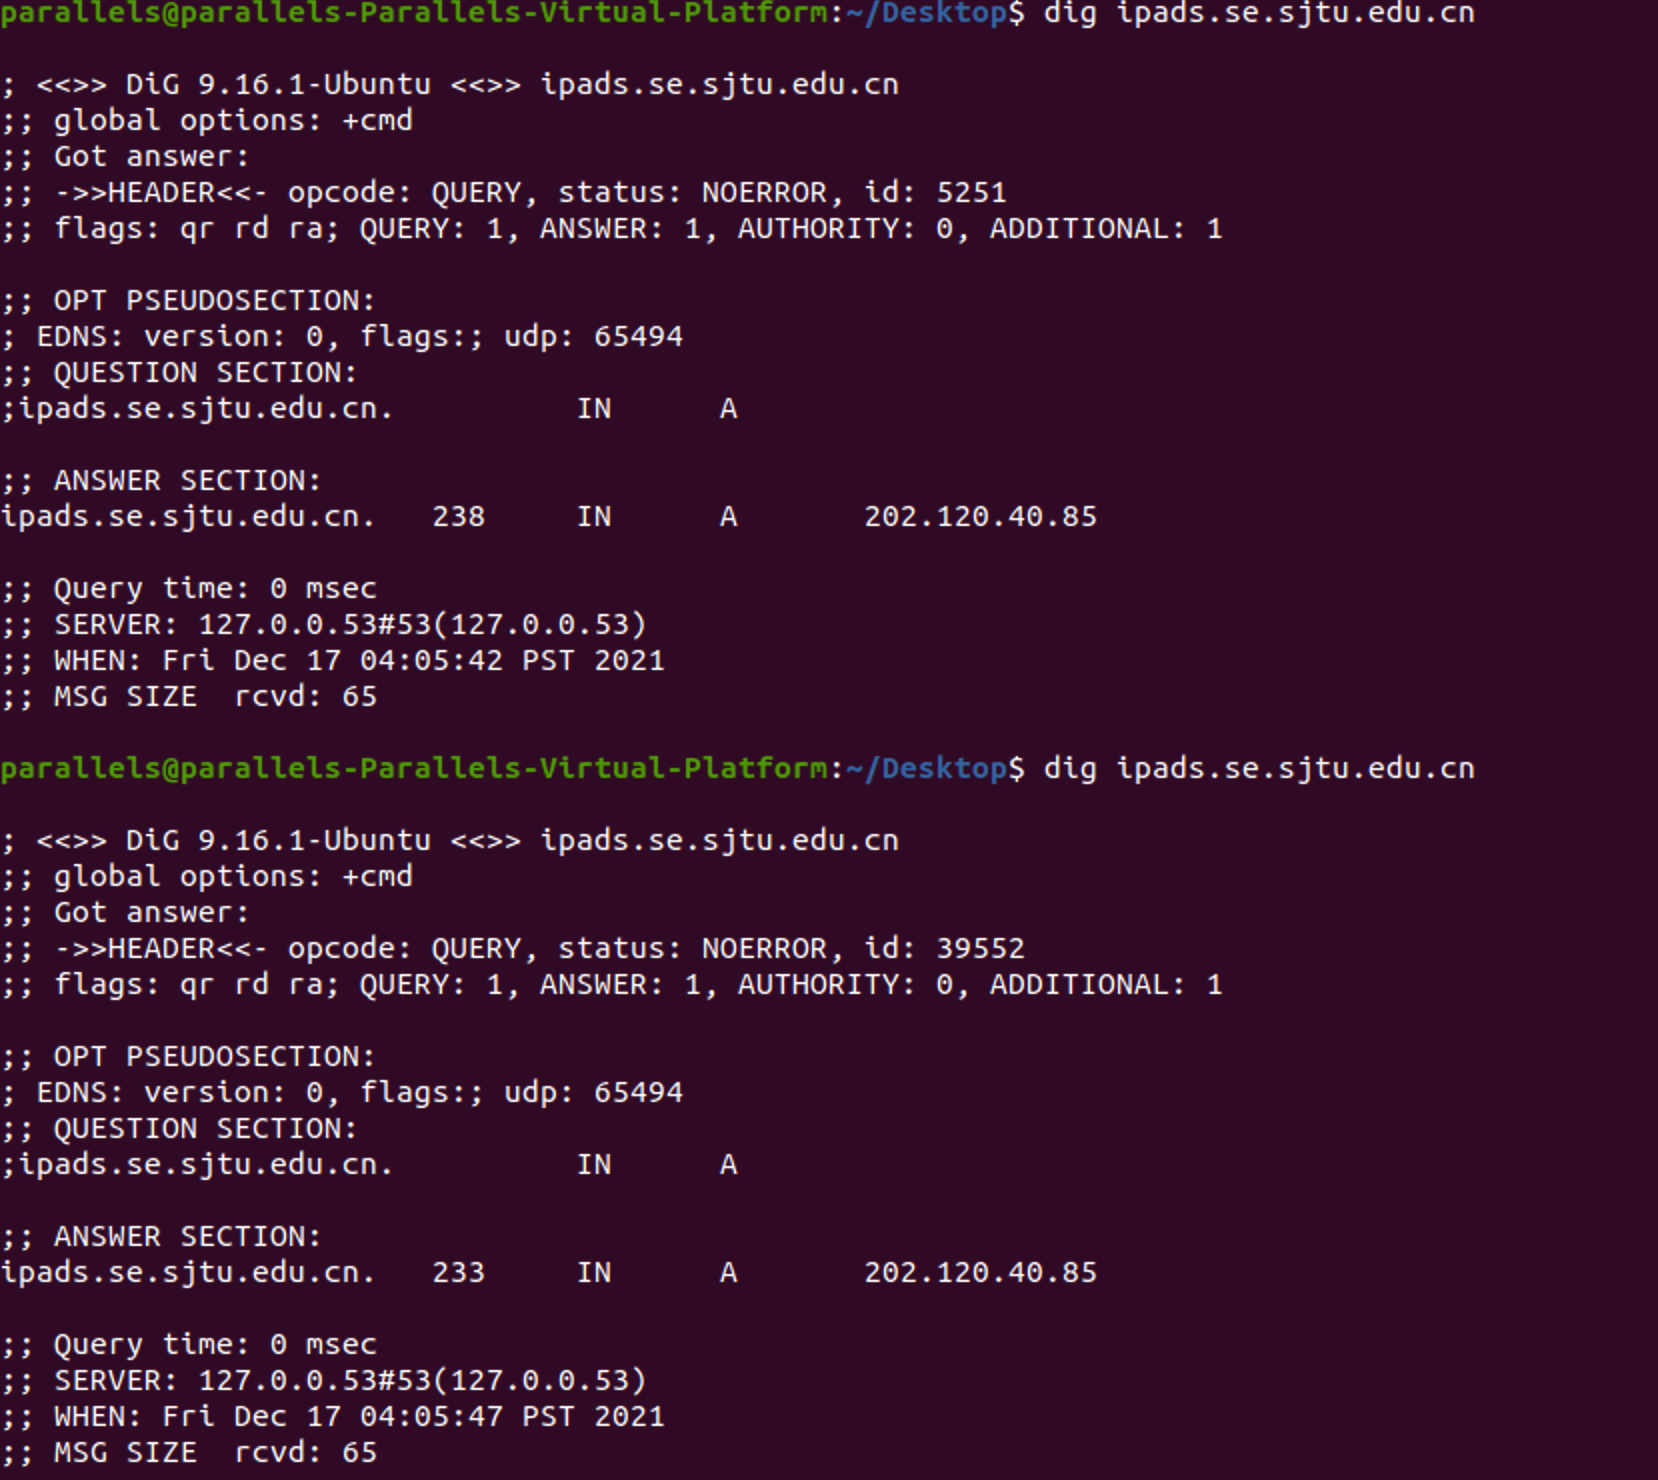 parallels@parallels-Parallels-Virtual-Platform:~/Desktop$ dig ipads.se.sjtu.edu.cn
; <<>> DiG 9.16.1-Ubuntu <<>> ipads.se.sjtu.edu.cn
;; global options: +cmd
;; Got answer:
;; ->>HEADER<<- opcode: QUERY, status: NOERROR, id: 5251
;; flags: qr rd ra; QUERY: 1, ANSWER: 1, AUTHORITY: 0, ADDITIONAL: 1
;; OPT PSEUDOSECTION:
; EDNS: version: 0, flags:; udp: 65494
;; QUESTION SECTION:
;ipads.se.sjtu.edu.cn. IN A
;; ANSWER SECTION:
ipads.se.sjtu.edu.cn. 238 IN A 202.120.40.85
;; Query time: 0 msec
;; SERVER: 127.0.0.53#53(127.0.0.53)
;; WHEN: Fri Dec 17 04:05:42 PST 2021
;; MSG SIZE  rcvd: 65
parallels@parallels-Parallels-Virtual-Platform:~/Desktop$ dig ipads.se.sjtu.edu.cn
; <<>> DiG 9.16.1-Ubuntu <<>> ipads.se.sjtu.edu.cn
;; global options: +cmd
;; Got answer:
;; ->>HEADER<<- opcode: QUERY, status: NOERROR, id: 39552
;; flags: qr rd ra; QUERY: 1, ANSWER: 1, AUTHORITY: 0, ADDITIONAL: 1
;; OPT PSEUDOSECTION:
; EDNS: version: 0, flags:; udp: 65494
;; QUESTION SECTION:
;ipads.se.sjtu.edu.cn. IN A
;; ANSWER SECTION:
ipads.se.sjtu.edu.cn. 233 IN A 202.120.40.85
;; Query time: 0 msec
;; SERVER: 127.0.0.53#53(127.0.0.53)
;; WHEN: Fri Dec 17 04:05:47 PST 2021
;; MSG SIZE  rcvd: 65